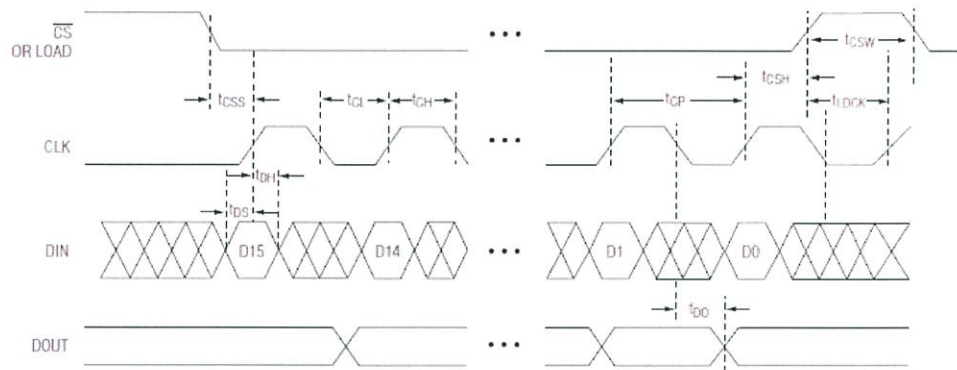 CS
OR LOAD
tCSS
tCL
tCH
tCP
tCSH
tCSW
tLDCK
CLK
tDH
tDS
DIN
D15
D14
D1
D0
tDO
DOUT